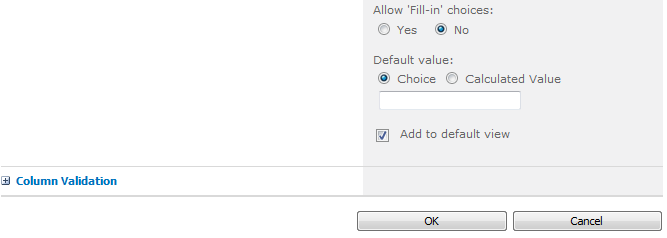 Allow 'Fill-in' choices:
Yes No
Default value:
Choice Calculated Value
Add to default view
Column Validation
OK Cancel